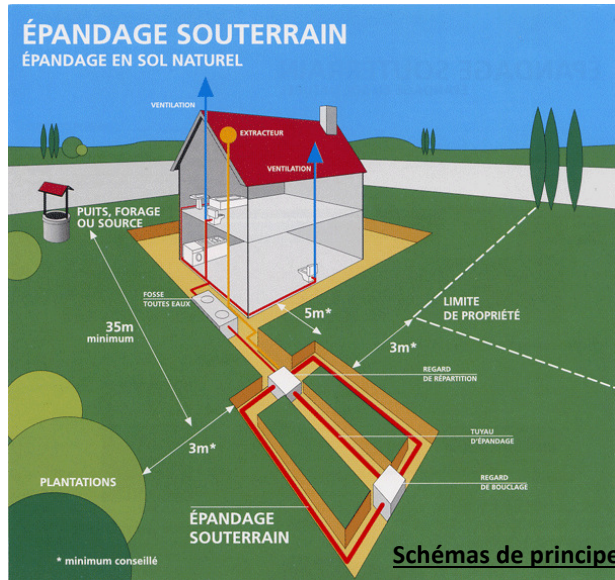 ÉPANDAGE SOUTERRAIN
ÉPANDAGE EN SOL NATUREL
VENTILATION
EXTRACTEUR
VENTILATION
PUITS, FORAGE
OU SOURCE
FOSSE
TOUTES EAUX
35m
minimum
5m*
LIMITE
DE PROPRIÉTÉ
3m*
REGARD
DE RÉPARTITION
TUYAU
D'ÉPANDAGE
3m*
PLANTATIONS
REGARD
DE BOUCLAGE
ÉPANDAGE
SOUTERRAIN
* minimum conseillé
Schémas de principe